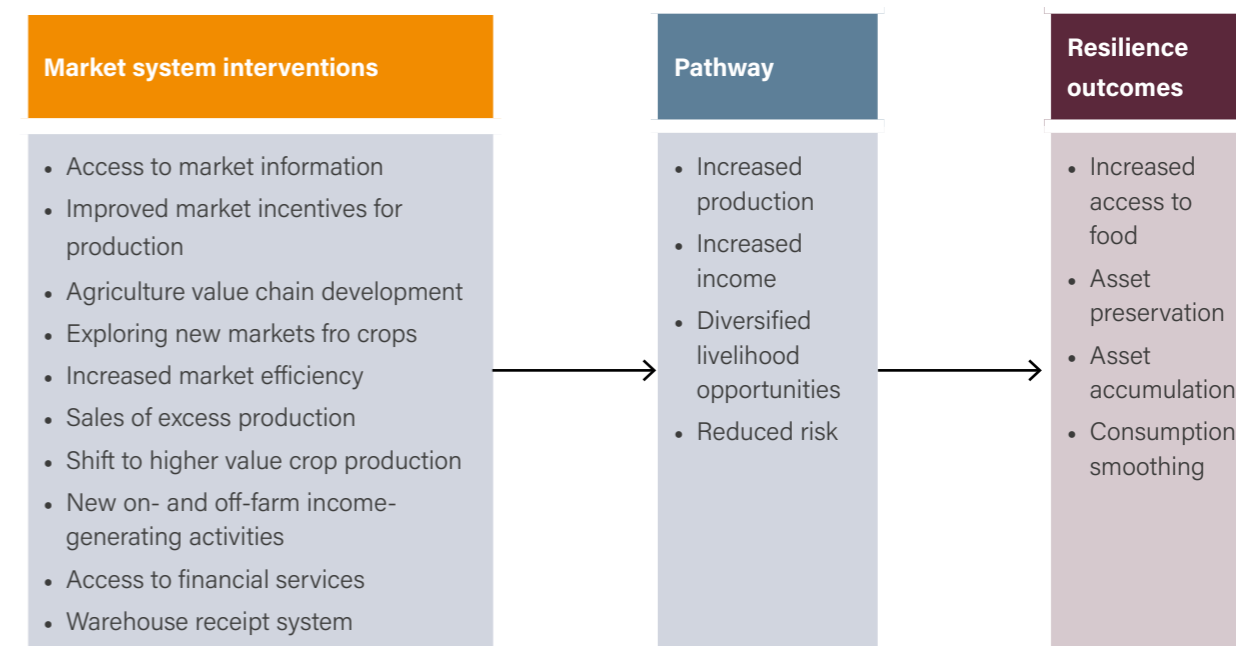 Market system interventions
• Access to market information
• Improved market incentives for
production
• Agriculture value chain development
• Exploring new markets fro crops
• Increased market efficiency
• Sales of excess production
• Shift to higher value crop production
• New on- and off-farm income-
generating activities
• Access to financial services
• Warehouse receipt system
Pathway
• Increased
production
• Increased
income
• Diversified
livelihood
opportunities
• Reduced risk
Resilience
outcomes
• Increased
access to
food
• Asset
preservation
• Asset
accumulation
• Consumption
smoothing